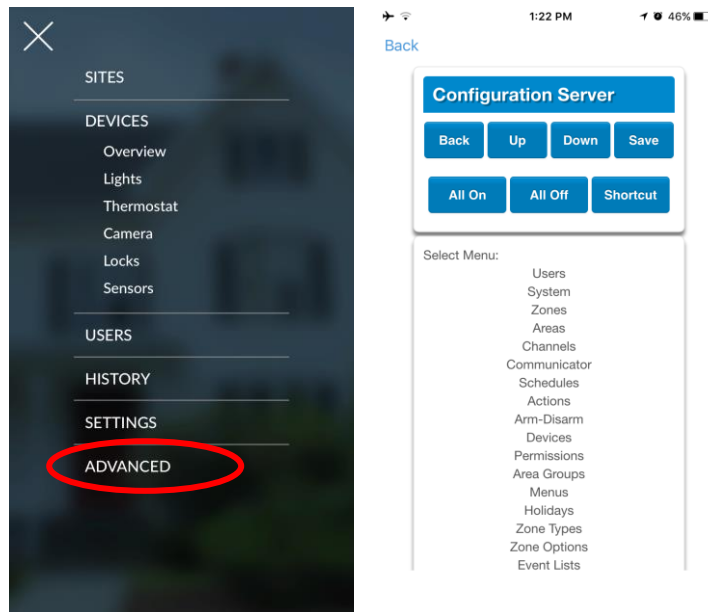 SITES
DEVICES
Overview
Lights
Thermostat
Camera
Locks
Sensors
USERS
HISTORY
SETTINGS
ADVANCED
1:22 PM 46%
Back
Configuration Server
Back Up Down Save
All On All Off Shortcut
Select Menu:
Users
System
Zones
Areas
Channels
Communicator
Schedules
Actions
Arm-Disarm
Devices
Permissions
Area Groups
Menus
Holidays
Zone Types
Zone Options
Event Lists